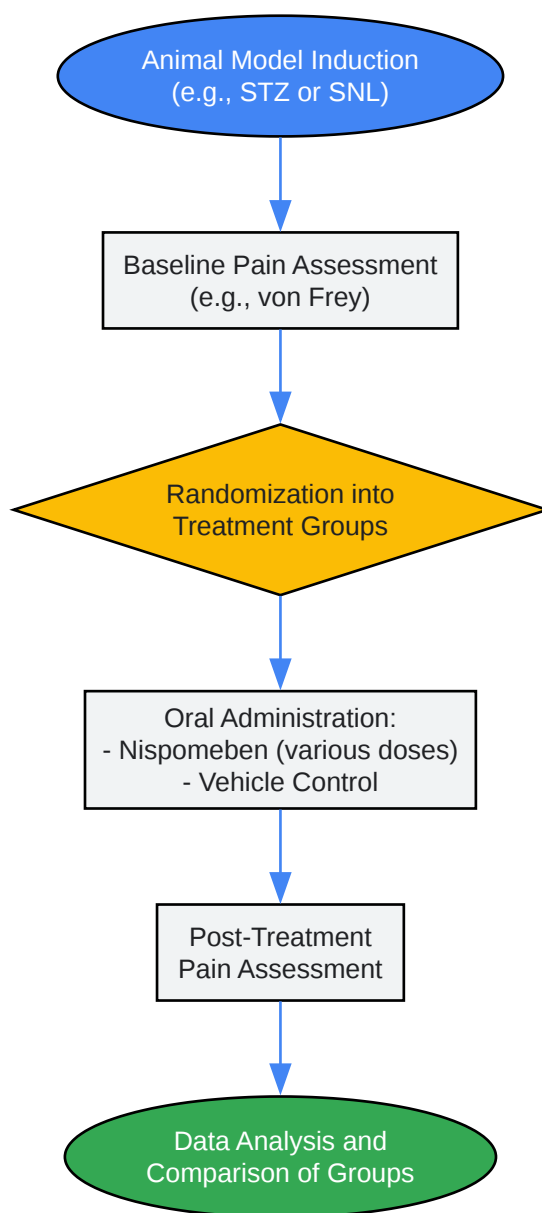 Animal Model Induction
(e.g., STZ or SNL)
Baseline Pain Assessment
(e.g., von Frey)
Randomization into
Treatment Groups
Oral Administration:
- Nispomeben (various doses)
- Vehicle Control
Post-Treatment
Pain Assessment
Data Analysis and
Comparison of Groups